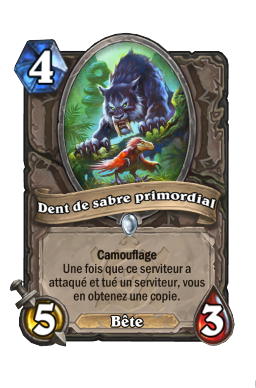 4
Dent de sabre primordial
Camouflage
Une fois que ce serviteur a
attaqué et tué un serviteur, vous
en obtenez une copie.
5
Bête
3